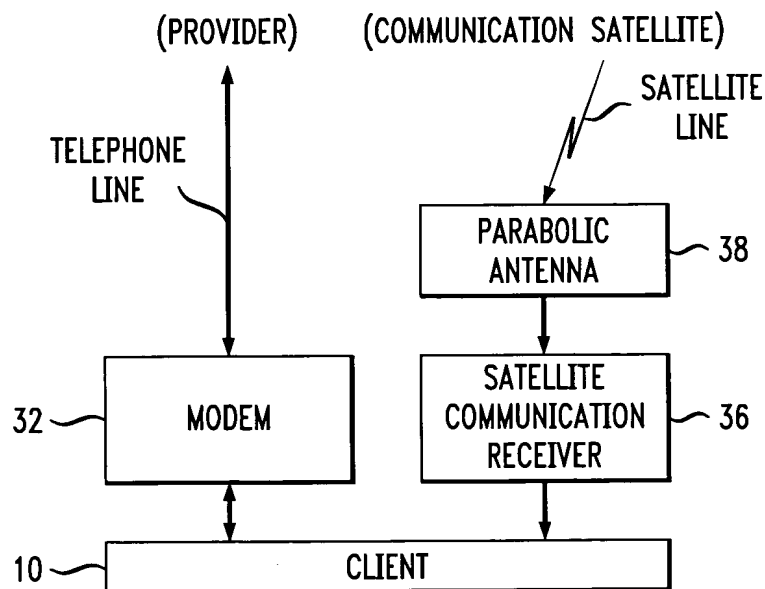 (PROVIDER) (COMMUNICATION SATELLITE)
SATELLITE
LINE
TELEPHONE
LINE
PARABOLIC
ANTENNA
38
32
MODEM
SATELLITE
COMMUNICATION
RECEIVER
36
10
CLIENT